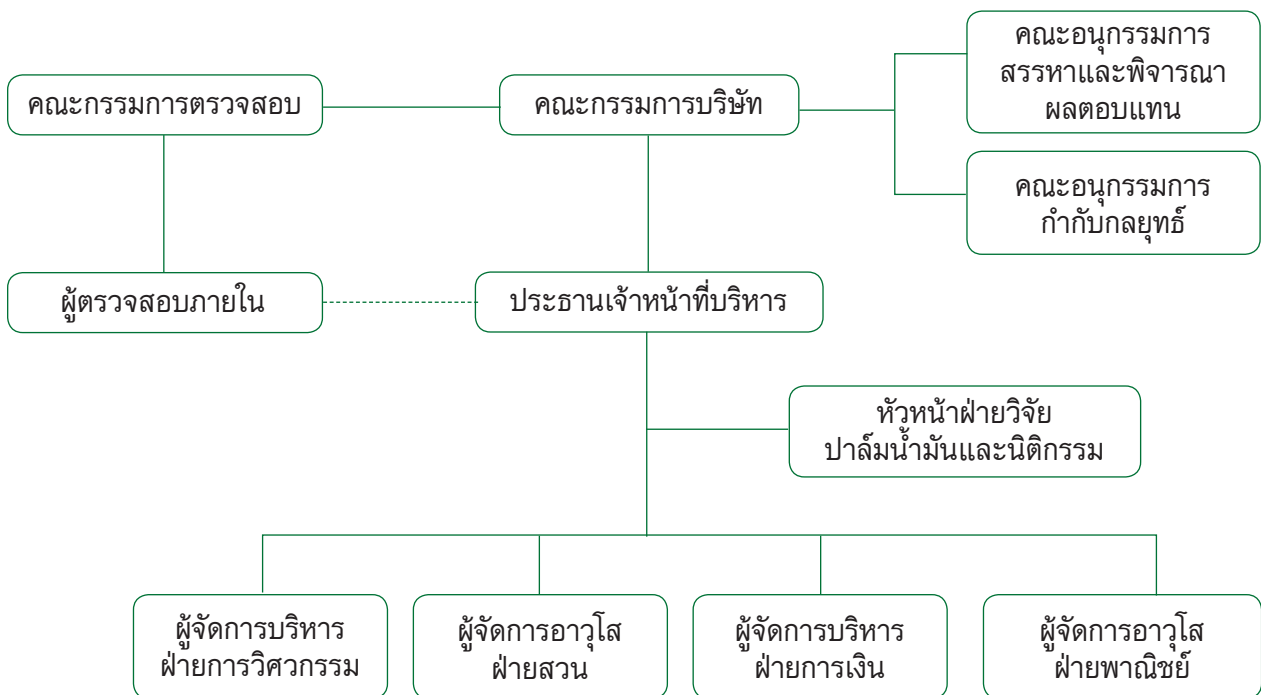 คณะอนุกรรมการ
สรรหาและพิจารณา
ผลตอบแทน
คณะกรรมการตรวจสอบ
คณะกรรมการบริษัท
คณะอนุกรรมการ
กำกับกลยุทธ์
ผู้ตรวจสอบภายใน
ประธานเจ้าหน้าที่บริหาร
หัวหน้าฝ่ายวิจัย
ปาล์มน้ำมันและนิติกรรม
ผู้จัดการบริหาร
ฝ่ายการวิศวกรรม
ผู้จัดการอาวุโส
ฝ่ายสวน
ผู้จัดการบริหาร
ฝ่ายการเงิน
ผู้จัดการอาวุโส
ฝ่ายพาณิชย์